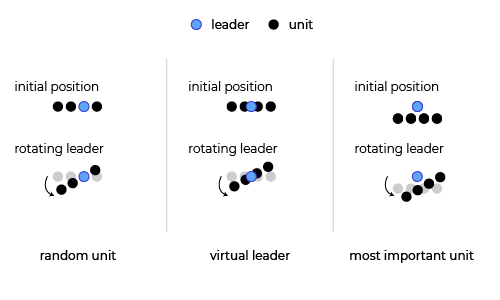 leader unit
initial position
rotating leader
random unit
initial position
rotating leader
virtual leader
initial position
rotating leader
most important unit